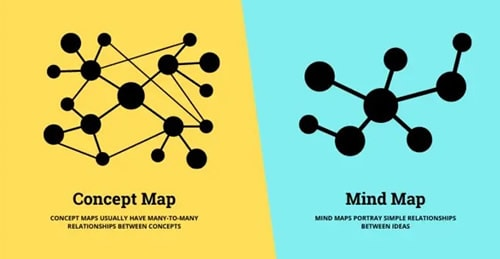 Concept Map
CONCEPT MAPS USUALLY HAVE MANY-TO-MANY
RELATIONSHIPS BETWEEN CONCEPTS
Mind Map
MIND MAPS PORTRAY SIMPLE RELATIONSHIPS
BETWEEN IDEAS